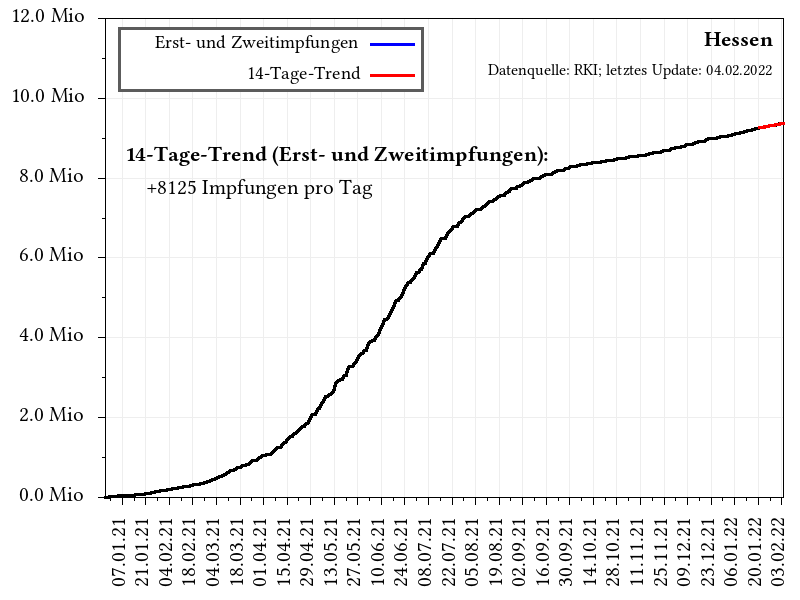 12.0 Mio
10.0 Mio
8.0 Mio
6.0 Mio
4.0 Mio
2.0 Mio
0.0 Mio
Erst- und Zweitimpfungen
14-Tage-Trend
Hessen
Datenquelle: RKI; letztes Update: 04.02.2022
14-Tage-Trend (Erst- und Zweitimpfungen):
+8125 Impfungen pro Tag
07.01.21
21.01.21
04.02.21
18.02.21
04.03.21
18.03.21
01.04.21
15.04.21
29.04.21
13.05.21
27.05.21
10.06.21
24.06.21
08.07.21
22.07.21
05.08.21
19.08.21
02.09.21
16.09.21
30.09.21
14.10.21
28.10.21
11.11.21
25.11.21
09.12.21
23.12.21
06.01.22
20.01.22
03.02.22